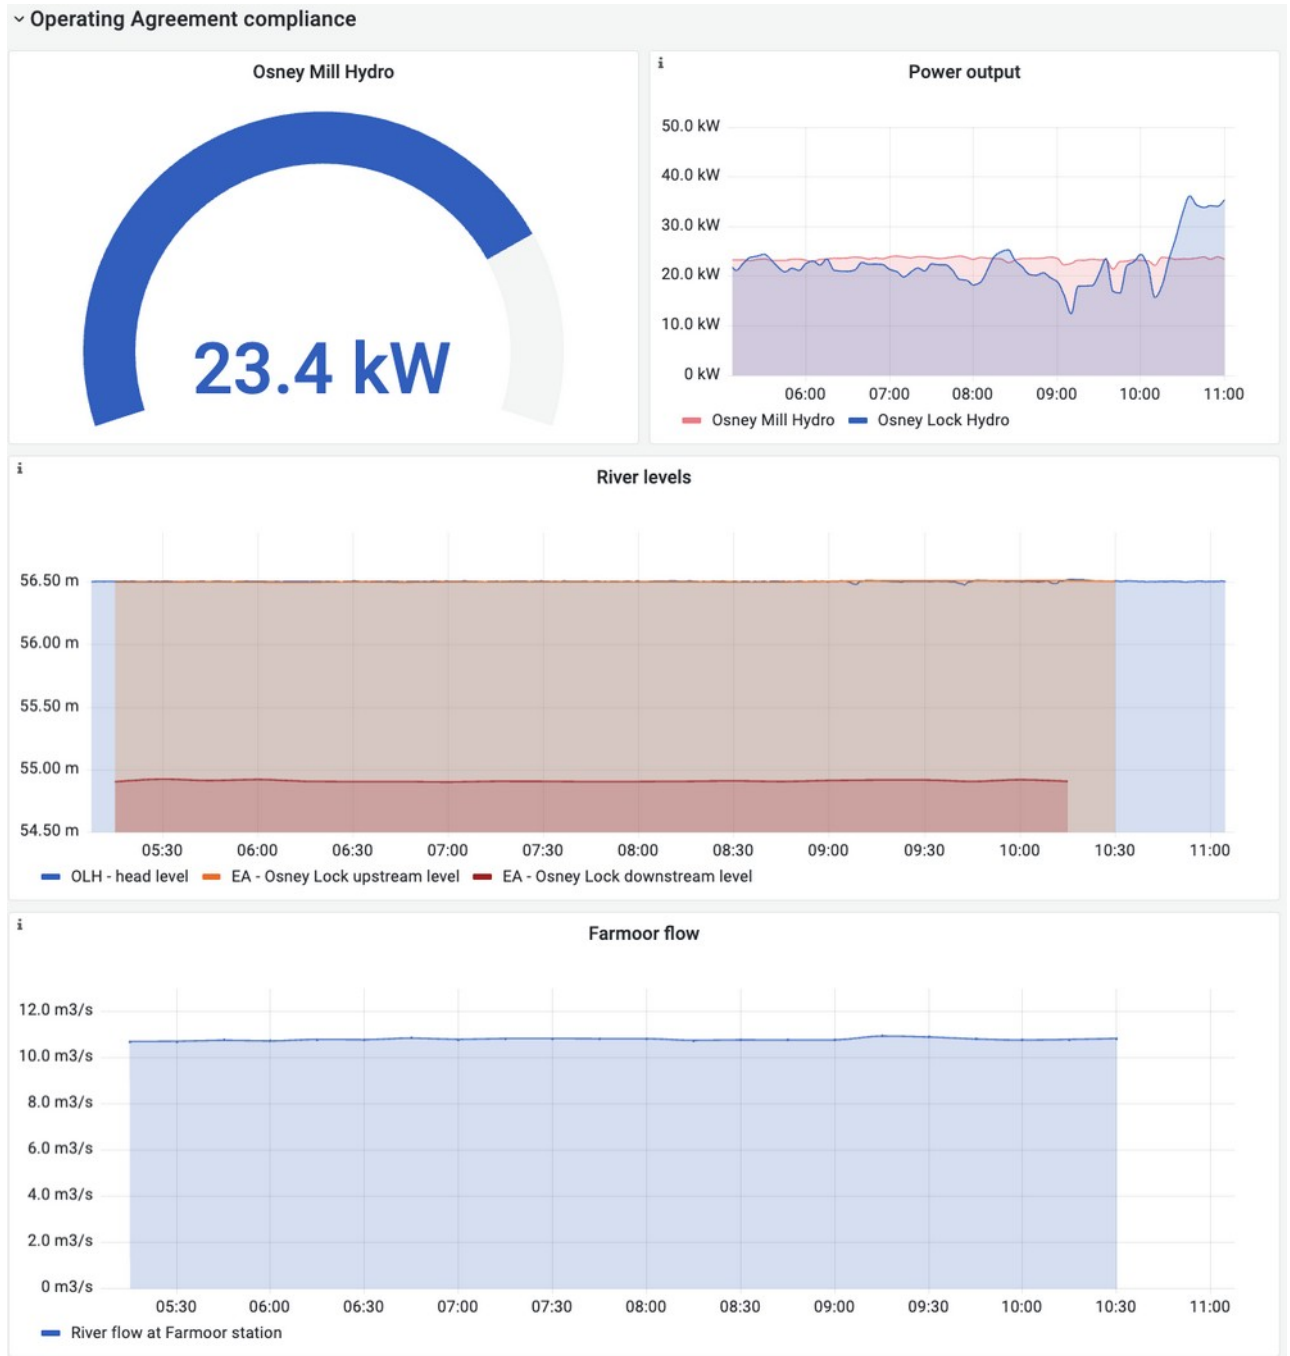 Operating Agreement compliance
Osney Mill Hydro
23.4 kW
i
Power output
50.0 kW
40.0 kW
30.0 kW
20.0 kW
10.0 kW
0 kW
06:00 07:00 08:00 09:00 10:00 11:00
Osney Mill Hydro Osney Lock Hydro
i
River levels
56.50 m
56.00 m
55.50 m
55.00 m
54.50 m
05:30 06:00 06:30 07:00 07:30 08:00 08:30 09:00 09:30 10:00 10:30 11:00
OLH - head level EA - Osney Lock upstream level EA - Osney Lock downstream level
i
Farmoor flow
12.0 m3/s
10.0 m3/s
8.0 m3/s
6.0 m3/s
4.0 m3/s
2.0 m3/s
0 m3/s
05:30 06:00 06:30 07:00 07:30 08:00 08:30 09:00 09:30 10:00 10:30 11:00
River flow at Farmoor station